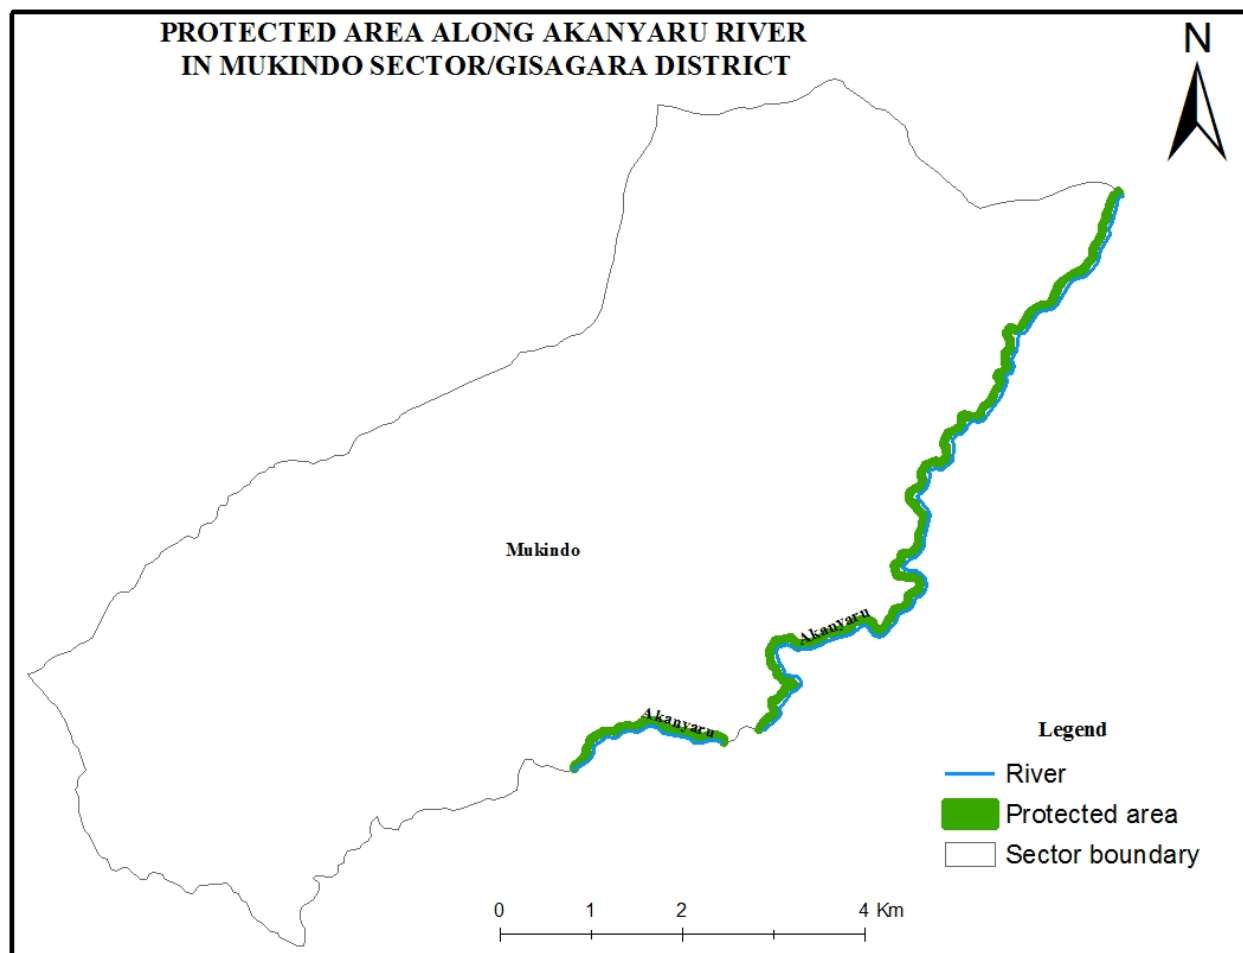 PROTECTED AREA ALONG AKANYARU RIVER
IN MUKINDO SECTOR/GISAGARA DISTRICT
N
Mukindo
Akanyaru
Akanyaru
Legend
River
Protected area
Sector boundary
0 1 2 4 Km